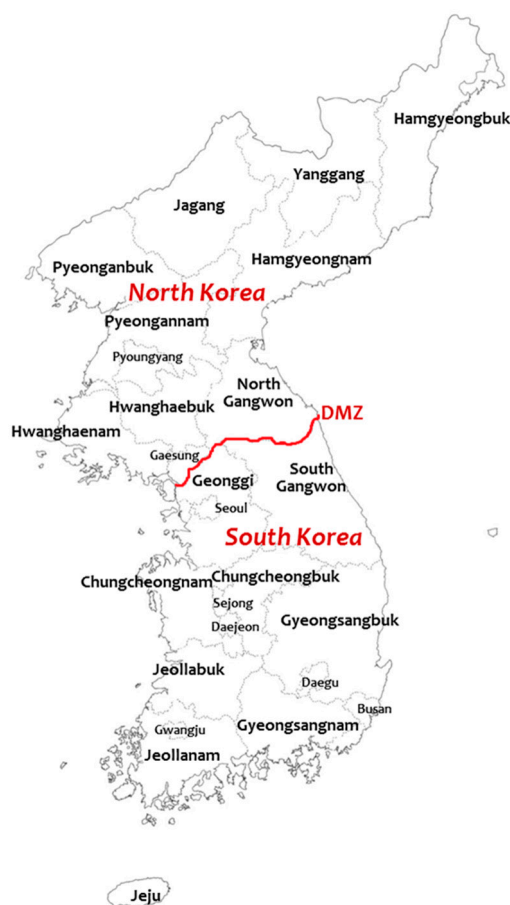 Hamgyeongbuk
Yanggang
Jagang
Hamgyeongnam
Pyeonganbuk
North Korea
Pyeongannam
Pyoungyang
North
Gangwon
Hwanghaebuk
DMZ
Hwanghaenam
Gaesung
Geonggi
South
Gangwon
Seoul
South Korea
Chungcheongnam
Chungcheongbuk
Sejong
Daejeon
Gyeongsangbuk
Jeollabuk
Daegu
Busan
Gyeongsangnam
Gwangju
Jeollanam
Jeju